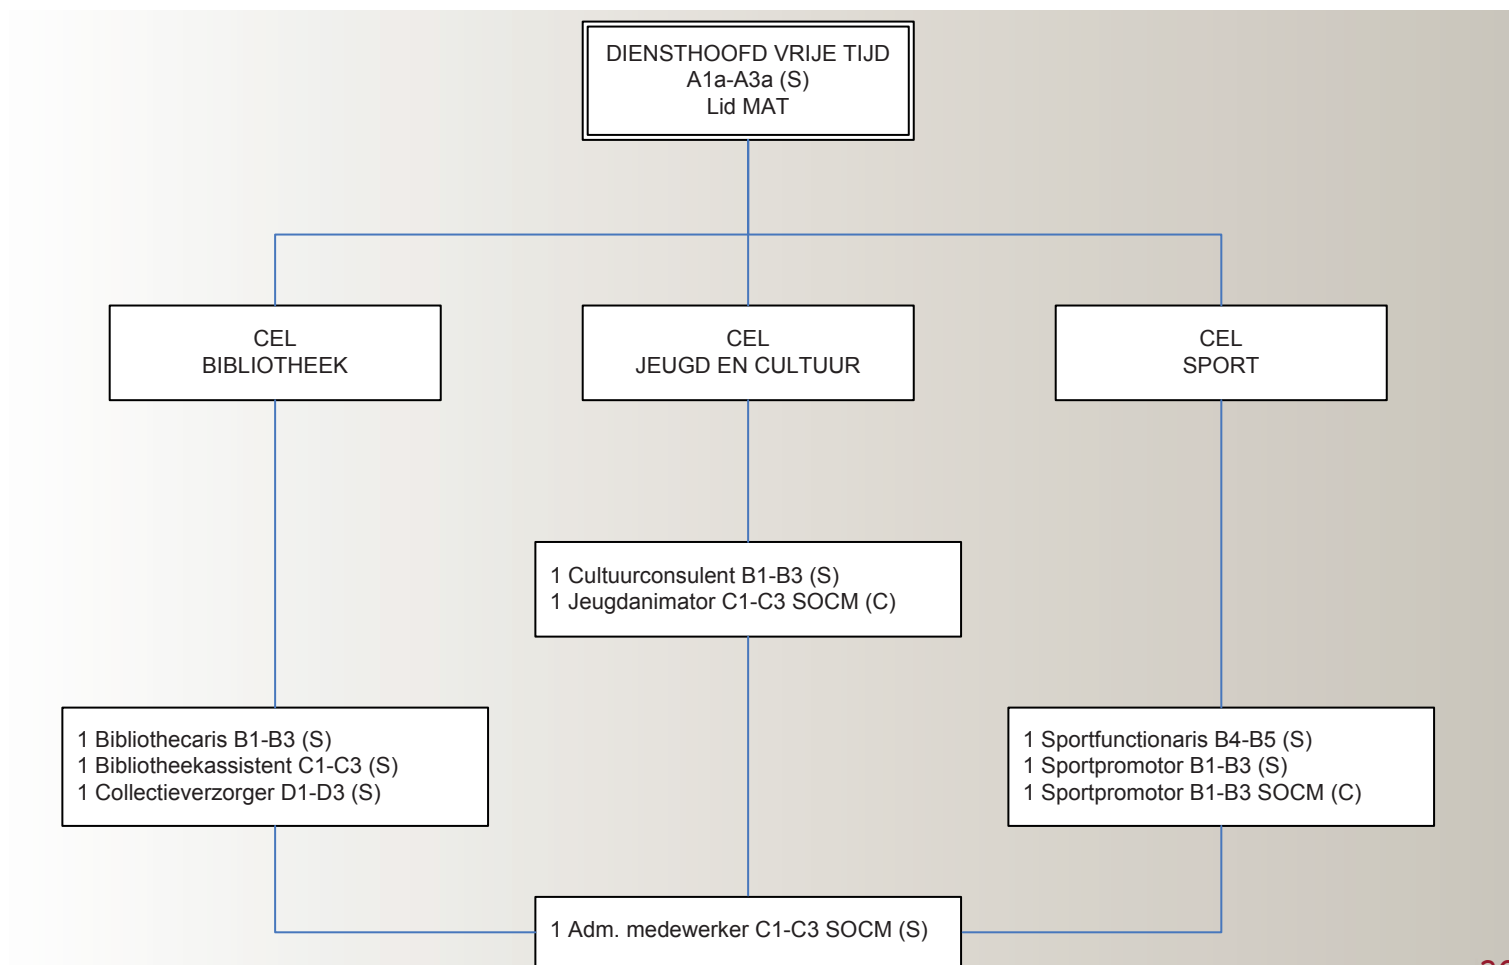 DIENSTHOOFD VRIJE TIJD
A1a-A3a (S)
Lid MAT
CEL
BIBLIOTHEEK
CEL
JEUGD EN CULTUUR
CEL
SPORT
1 Cultuurconsulent B1-B3 (S)
1 Jeugdanimator C1-C3 SOCM (C)
1 Bibliothecaris B1-B3 (S)
1 Bibliotheekassistent C1-C3 (S)
1 Collectieverzorger D1-D3 (S)
1 Sportfunctionaris B4-B5 (S)
1 Sportpromotor B1-B3 (S)
1 Sportpromotor B1-B3 SOCM (C)
1 Adm. medewerker C1-C3 SOCM (S)